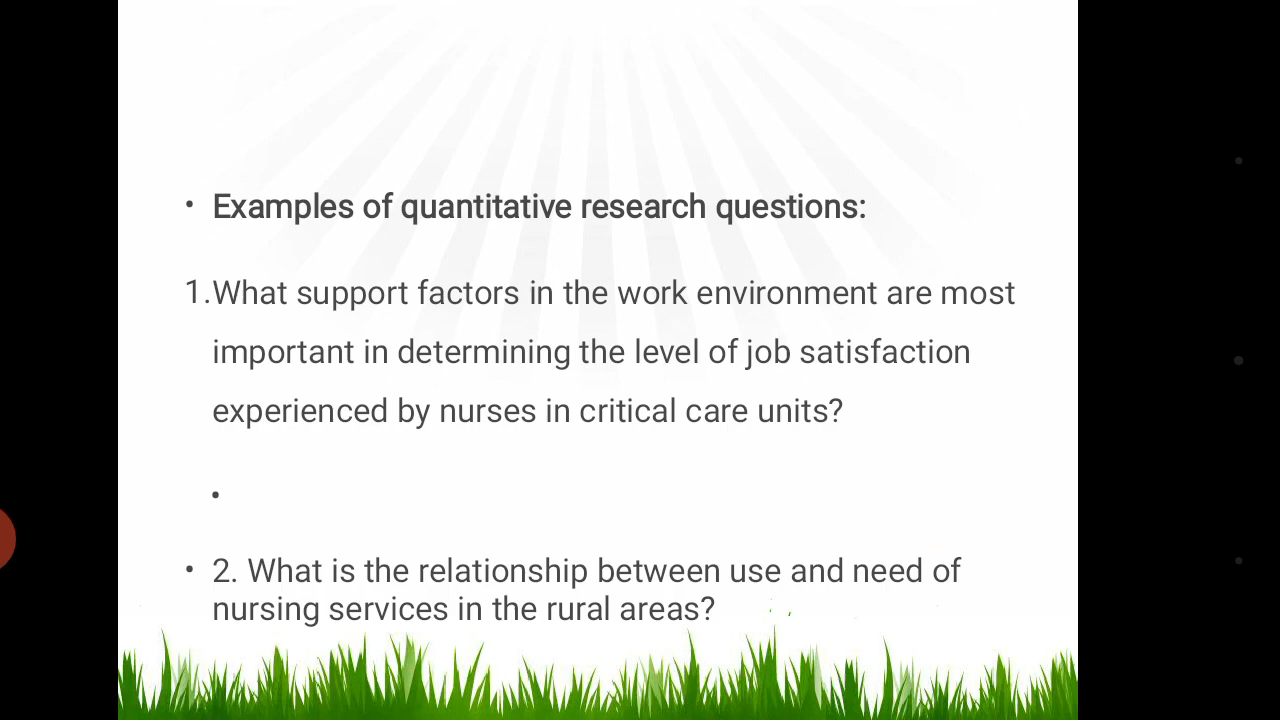 • Examples of quantitative research questions:
1.What support factors in the work environment are most
important in determining the level of job satisfaction
experienced by nurses in critical care units?
•
• 2. What is the relationship between use and need of
nursing services in the rural areas?